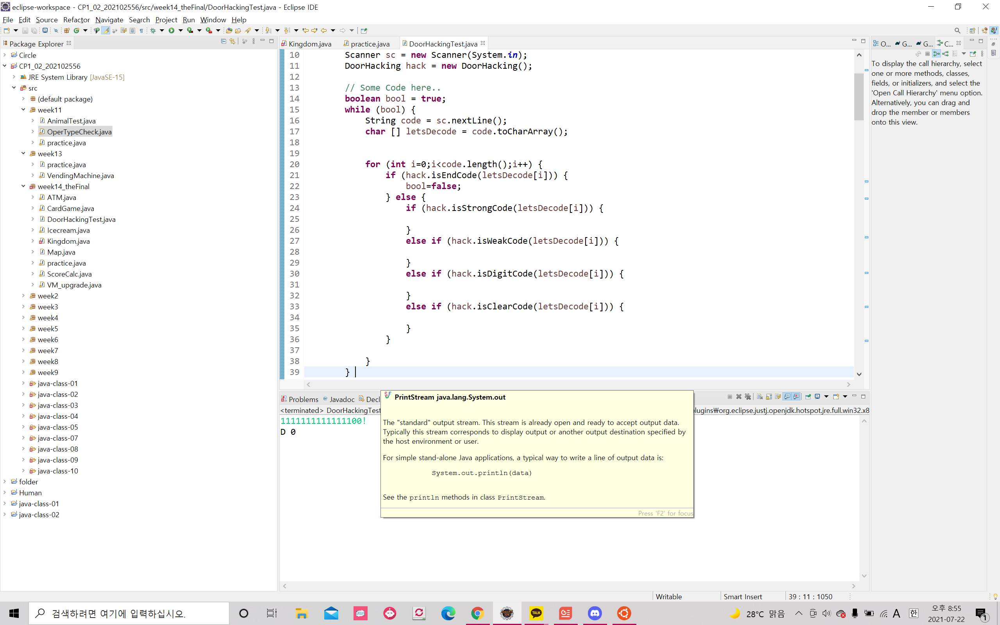 eclipse-workspace - CP1_02_202102556/src/week14_theFinal/DoorHackingTest.java - Eclipse IDE
File Edit Source Refactor Navigate Search Project Run Window Help
Package Explorer
Circle
CP1_02_202102556
JRE System Library [JavaSE-15]
src
(default package)
week11
AnimalTest.java
OperTypeCheck.java
practice.java
week13
practice.java
VendingMachine.java
week14_theFinal
ATM.java
CardGame.java
DoorHackingTest.java
Icecream.java
Kingdom.java
Map.java
practice.java
ScoreCalc.java
VM_upgrade.java
week2
week3
week4
week5
week6
week7
week8
week9
java-class-01
java-class-02
java-class-03
java-class-04
java-class-05
java-class-07
java-class-08
java-class-09
java-class-10
folder
Human
java-class-01
java-class-02
Kingdom.java practice.java DoorHackingTest.java
10 Scanner sc = new Scanner(System.in);
11 DoorHacking hack = new DoorHacking();
12
13 // Some Code here..
14 boolean bool = true;
15 while (bool) {
16 String code = sc.nextLine();
17 char [] letsDecode = code.toCharArray();
18
19
20 for (int i=0;i<code.length();i++) {
21 if (hack.isEndCode(letsDecode[i])) {
22 bool=false;
23 } else {
24 if (hack.isStrongCode(letsDecode[i])) {
25
26 }
27 else if (hack.isWeakCode(letsDecode[i])) {
28
29 }
30 else if (hack.isDigitCode(letsDecode[i])) {
31
32 }
33 else if (hack.isClearCode(letsDecode[i])) {
34
35 }
36 }
37
38 }
39 }
Problems Javadoc Decl
<terminated> DoorHackingTest
lugins₩org.eclipse.justj.openjdk.hotspot.jre.full.win32.x8
1111111111111100!
D 0
PrintStream java.lang.System.out
The "standard" output stream. This stream is already open and ready to accept output data.
Typically this stream corresponds to display output or another output destination specified by
the host environment or user.
For simple stand-alone Java applications, a typical way to write a line of output data is:
System.out.println(data)
See the println methods in class PrintStream.
Press 'F2' for focus
O... G... G... C...
To display the call hierarchy, select
one or more methods, classes,
fields, or initializers, and select the
'Open Call Hierarchy' menu option.
Alternatively, you can drag and
drop the member or members
onto this view.
Writable Smart Insert 39 : 11 : 1050
검색하려면 여기에 입력하십시오.
TALK
28°C 맑음
A
한
오후 8:55
2021-07-22
1